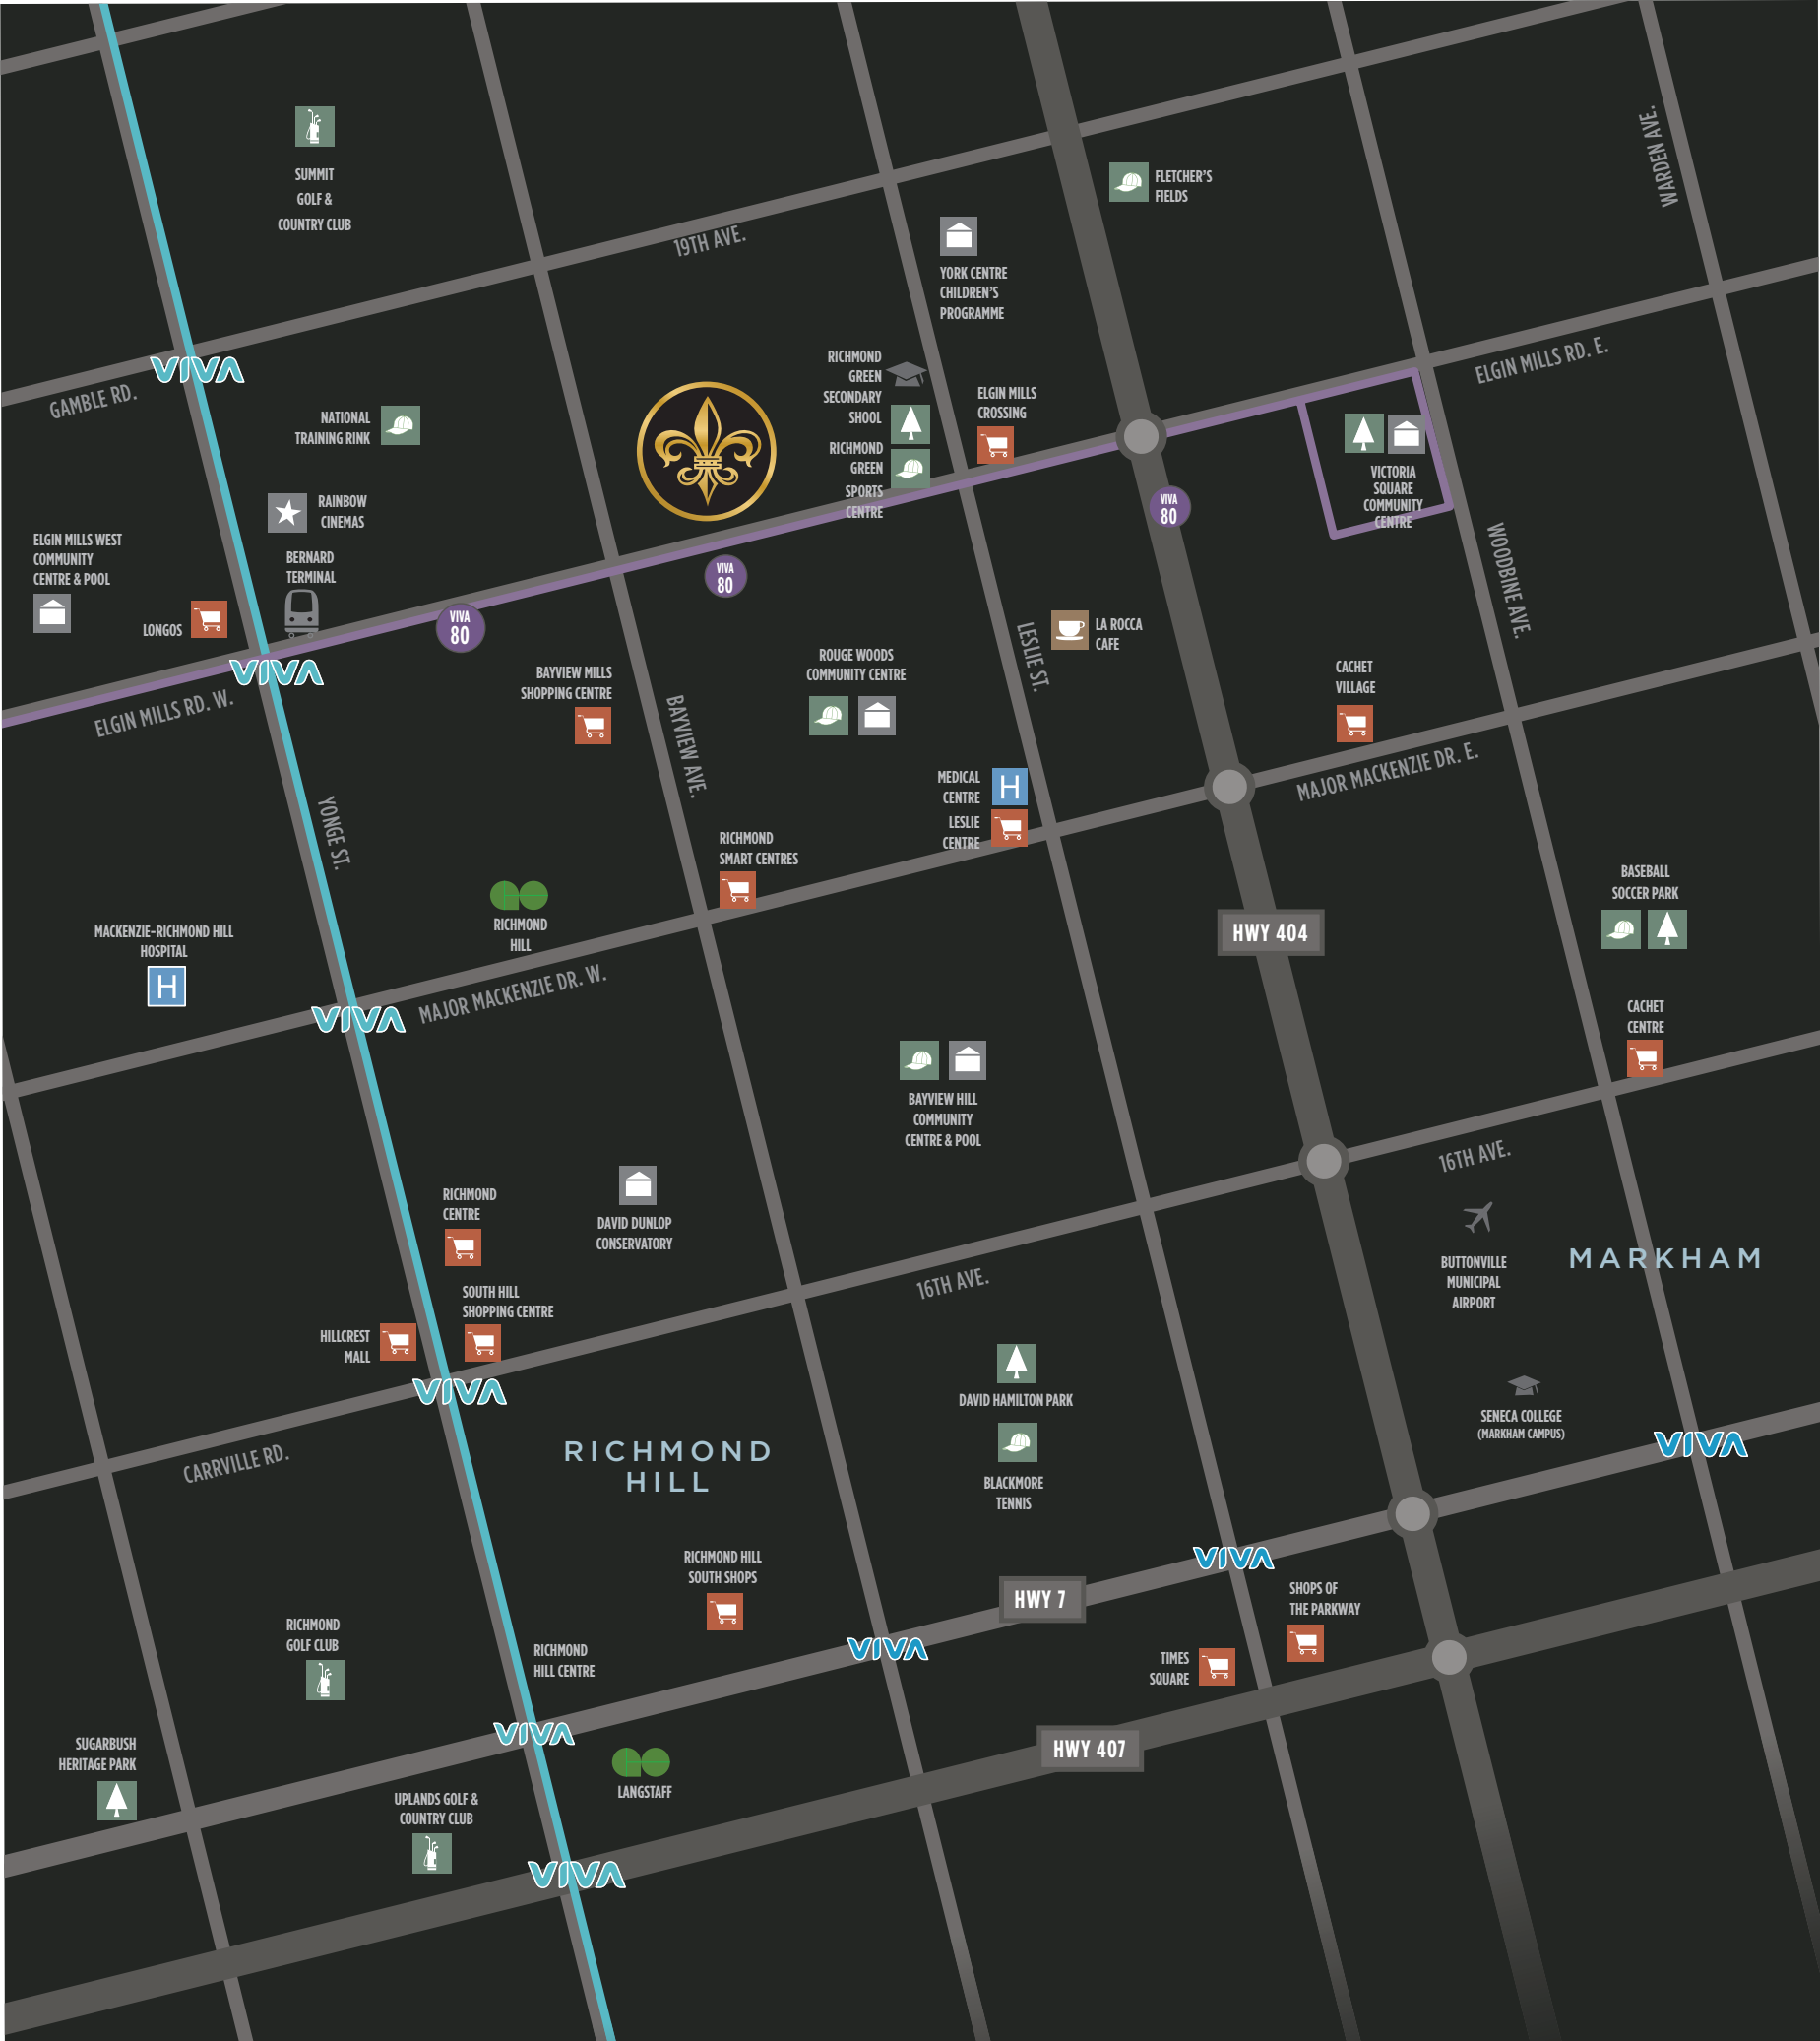 SUMMIT
GOLF &
COUNTRY CLUB
WARDEN AVE.
FLETCHER'S
FIELDS
19TH AVE.
YORK CENTRE
CHILDREN'S
PROGRAMME
VIVA
GAMBLE RD.
NATIONAL
TRAINING RINK
RICHMOND
GREEN
SECONDARY
SHOOL
RICHMOND
GREEN
SPORTS
CENTRE
ELGIN MILLS
CROSSING
ELGIN MILLS RD. E.
VICTORIA
SQUARE
COMMUNITY
CENTRE
RAINBOW
CINEMAS
VIVA
80
ELGIN MILLS WEST
COMMUNITY
CENTRE & POOL
BERNARD
TERMINAL
VIVA
80
WOODBINE AVE.
LONGOS
VIVA
80
LA ROCCA
CAFE
LESLIE ST.
VIVA
ELGIN MILLS RD. W.
BAYVIEW MILLS
SHOPPING CENTRE
ROUGE WOODS
COMMUNITY CENTRE
CACHET
VILLAGE
BAYVIEW AVE.
MAJOR MACKENZIE DR. E.
MEDICAL
CENTRE
H
LESLIE
CENTRE
YONGE ST.
RICHMOND
SMART CENTRES
BASEBALL
SOCCER PARK
RICHMOND
HILL
HWY 404
MACKENZIE-RICHMOND HILL
HOSPITAL
H
MAJOR MACKENZIE DR. W.
VIVA
CACHET
CENTRE
BAYVIEW HILL
COMMUNITY
CENTRE & POOL
16TH AVE.
RICHMOND
CENTRE
DAVID DUNLOP
CONSERVATORY
BUTTONVILLE
MUNICIPAL
AIRPORT
MARKHAM
16TH AVE.
SOUTH HILL
SHOPPING CENTRE
HILLCREST
MALL
VIVA
DAVID HAMILTON PARK
SENECA COLLEGE
(MARKHAM CAMPUS)
VIVA
CARRVILLE RD.
RICHMOND
HILL
BLACKMORE
TENNIS
RICHMOND HILL
SOUTH SHOPS
VIVA
HWY 7
SHOPS OF
THE PARKWAY
RICHMOND
GOLF CLUB
RICHMOND
HILL CENTRE
VIVA
TIMES
SQUARE
VIVA
HWY 407
SUGARBUSH
HERITAGE PARK
LANGSTAFF
UPLANDS GOLF &
COUNTRY CLUB
VIVA